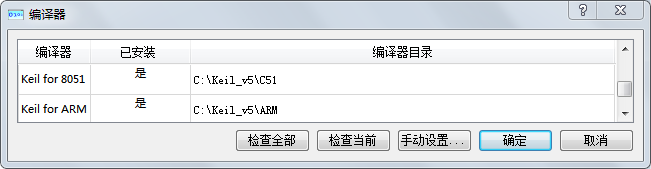 编译器
编译器 已安装 编译器目录
Keil for 8051 是 C:\Keil_v5\C51
Keil for ARM 是 C:\Keil_v5\ARM
检查全部 检查当前 手动设置... 确定 取消